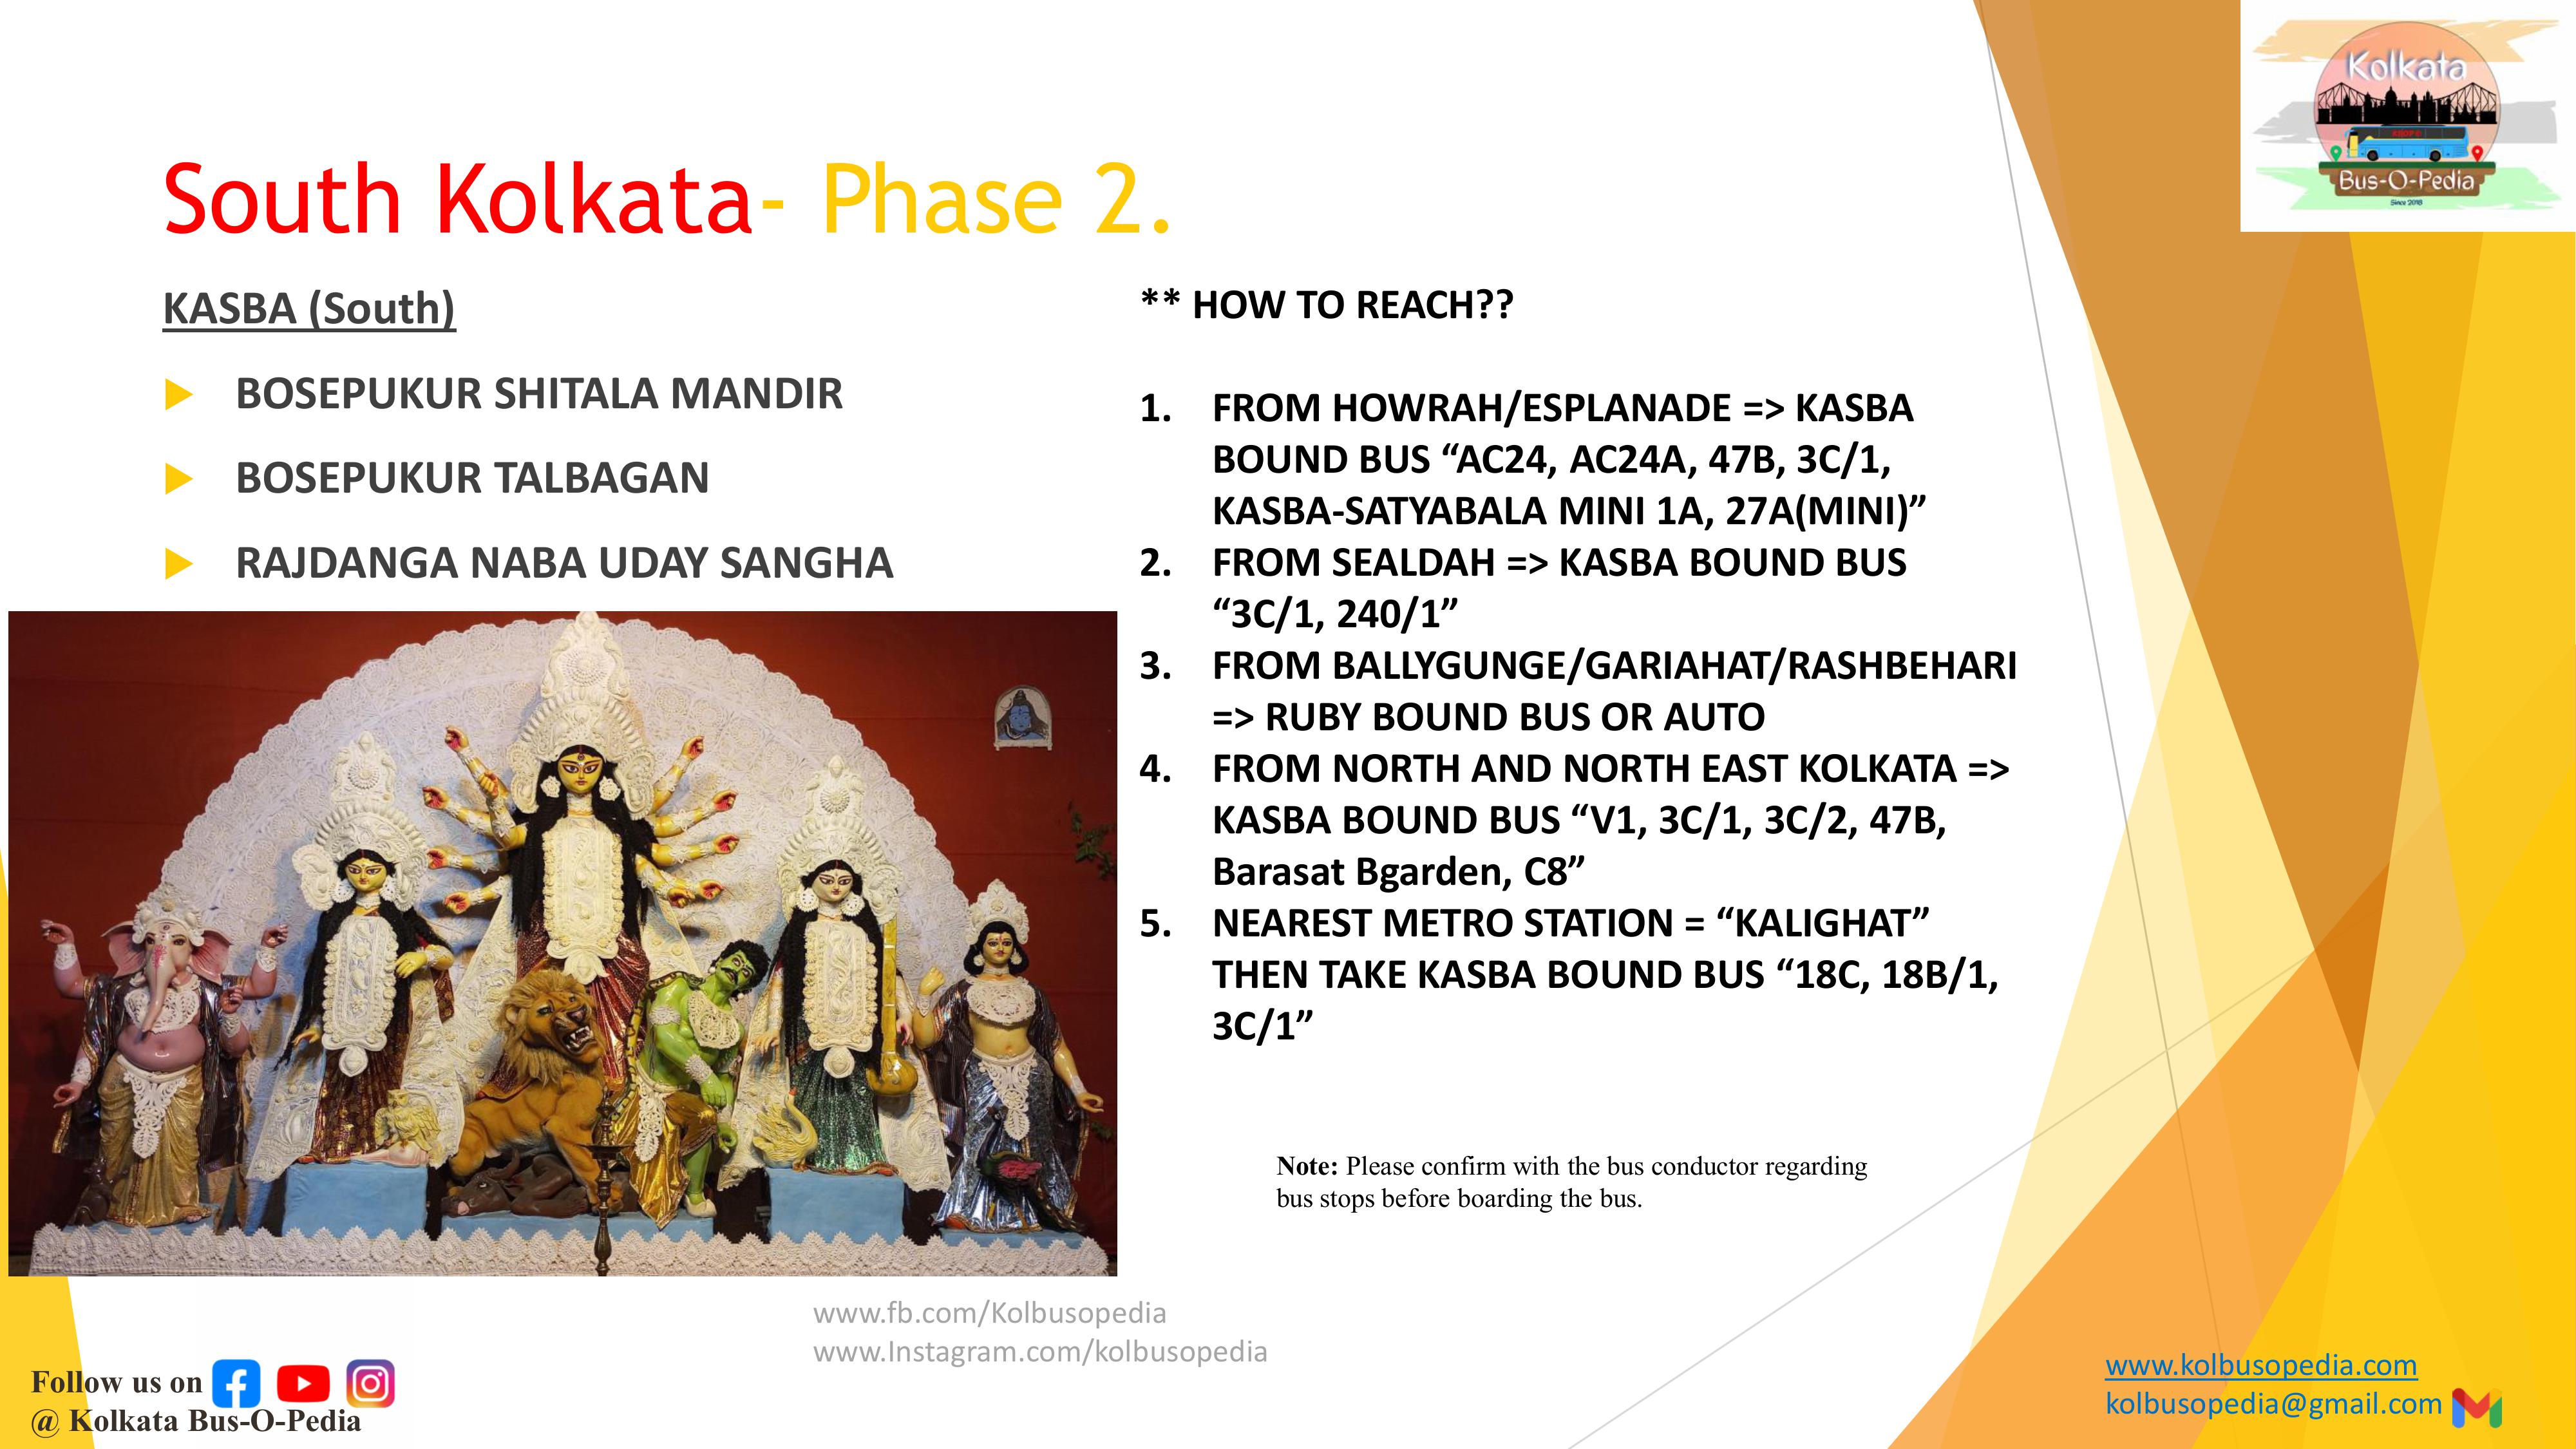 Kolkata
Bus-O-Pedia
Since 2018
South Kolkata- Phase 2.
KASBA (South)
BOSEPUKUR SHITALA MANDIR
BOSEPUKUR TALBAGAN
RAJDANGA NABA UDAY SANGHA
** HOW TO REACH??
1. FROM HOWRAH/ESPLANADE => KASBA
BOUND BUS “AC24, AC24A, 47B, 3C/1,
KASBA-SATYABALA MINI 1A, 27A(MINI)”
2. FROM SEALDAH => KASBA BOUND BUS
“3C/1, 240/1”
3. FROM BALLYGUNGE/GARIAHAT/RASHBEHARI
=> RUBY BOUND BUS OR AUTO
4. FROM NORTH AND NORTH EAST KOLKATA =>
KASBA BOUND BUS “V1, 3C/1, 3C/2, 47B,
Barasat Bgarden, C8”
5. NEAREST METRO STATION = “KALIGHAT”
THEN TAKE KASBA BOUND BUS “18C, 18B/1,
3C/1”
Note: Please confirm with the bus conductor regarding
bus stops before boarding the bus.
www.fb.com/Kolbusopedia
www.Instagram.com/kolbusopedia
Follow us on
@ Kolkata Bus-O-Pedia
www.kolbusopedia.com
kolbusopedia@gmail.com